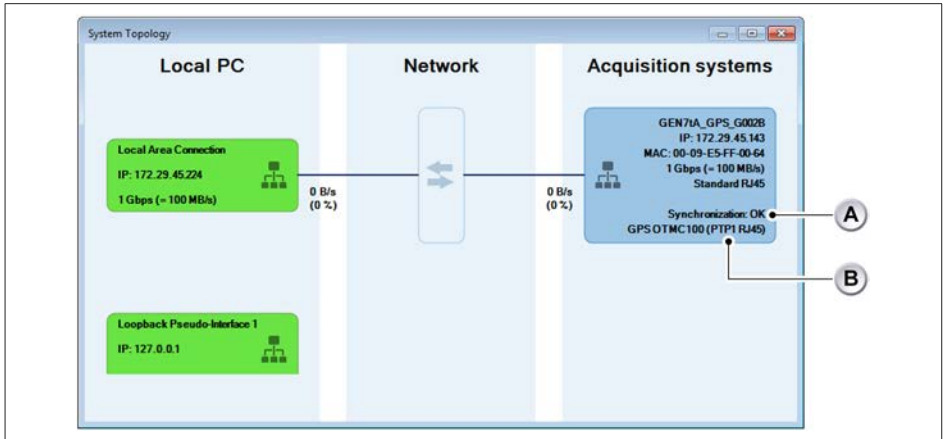 System Topology
Local PC
Network
Acquisition systems
Local Area Connection
IP: 172.29.45.224
1 Gbps (= 100 MB/s)
0 B/s
(0 %)
0 B/s
(0 %)
GEN7tA_GPS_G002B
IP: 172.29.45.143
MAC: 00-09-E5-FF-00-64
1 Gbps (= 100 MB/s)
Standard RJ45
Synchronization: OK
GPS OTMC100 (PTP1 RJ45)
A
B
Loopback Pseudo-Interface 1
IP: 127.0.0.1